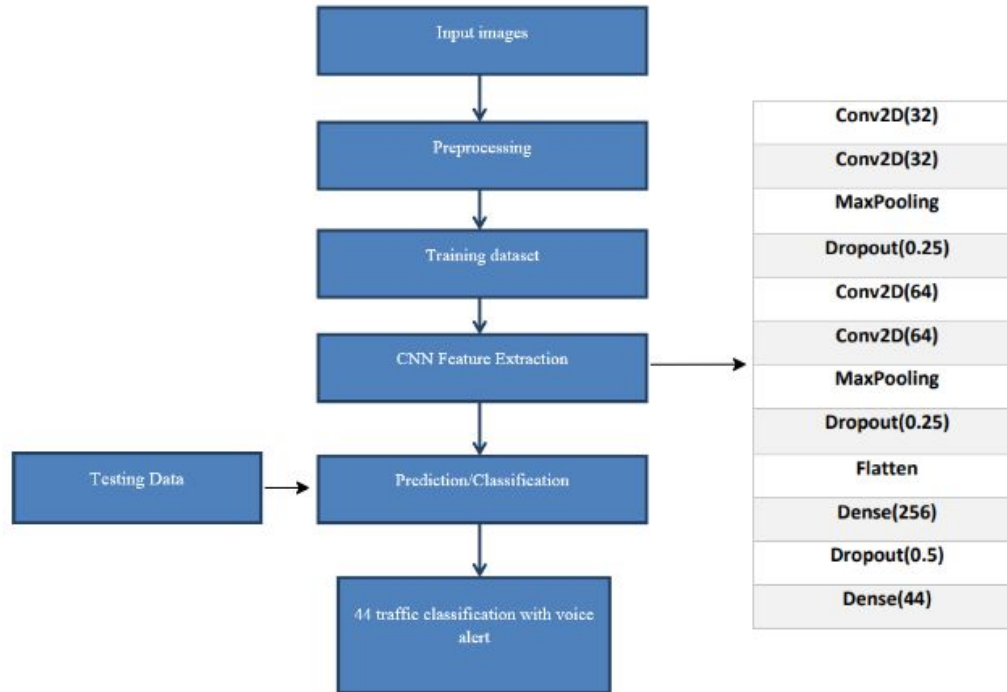 Input images
Preprocessing
Training dataset
CNN Feature Extraction
Testing Data
Prediction/Classification
44 traffic classification with voice
alert
Conv2D(32)
Conv2D(32)
MaxPooling
Dropout(0.25)
Conv2D(64)
Conv2D(64)
MaxPooling
Dropout(0.25)
Flatten
Dense(256)
Dropout(0.5)
Dense(44)